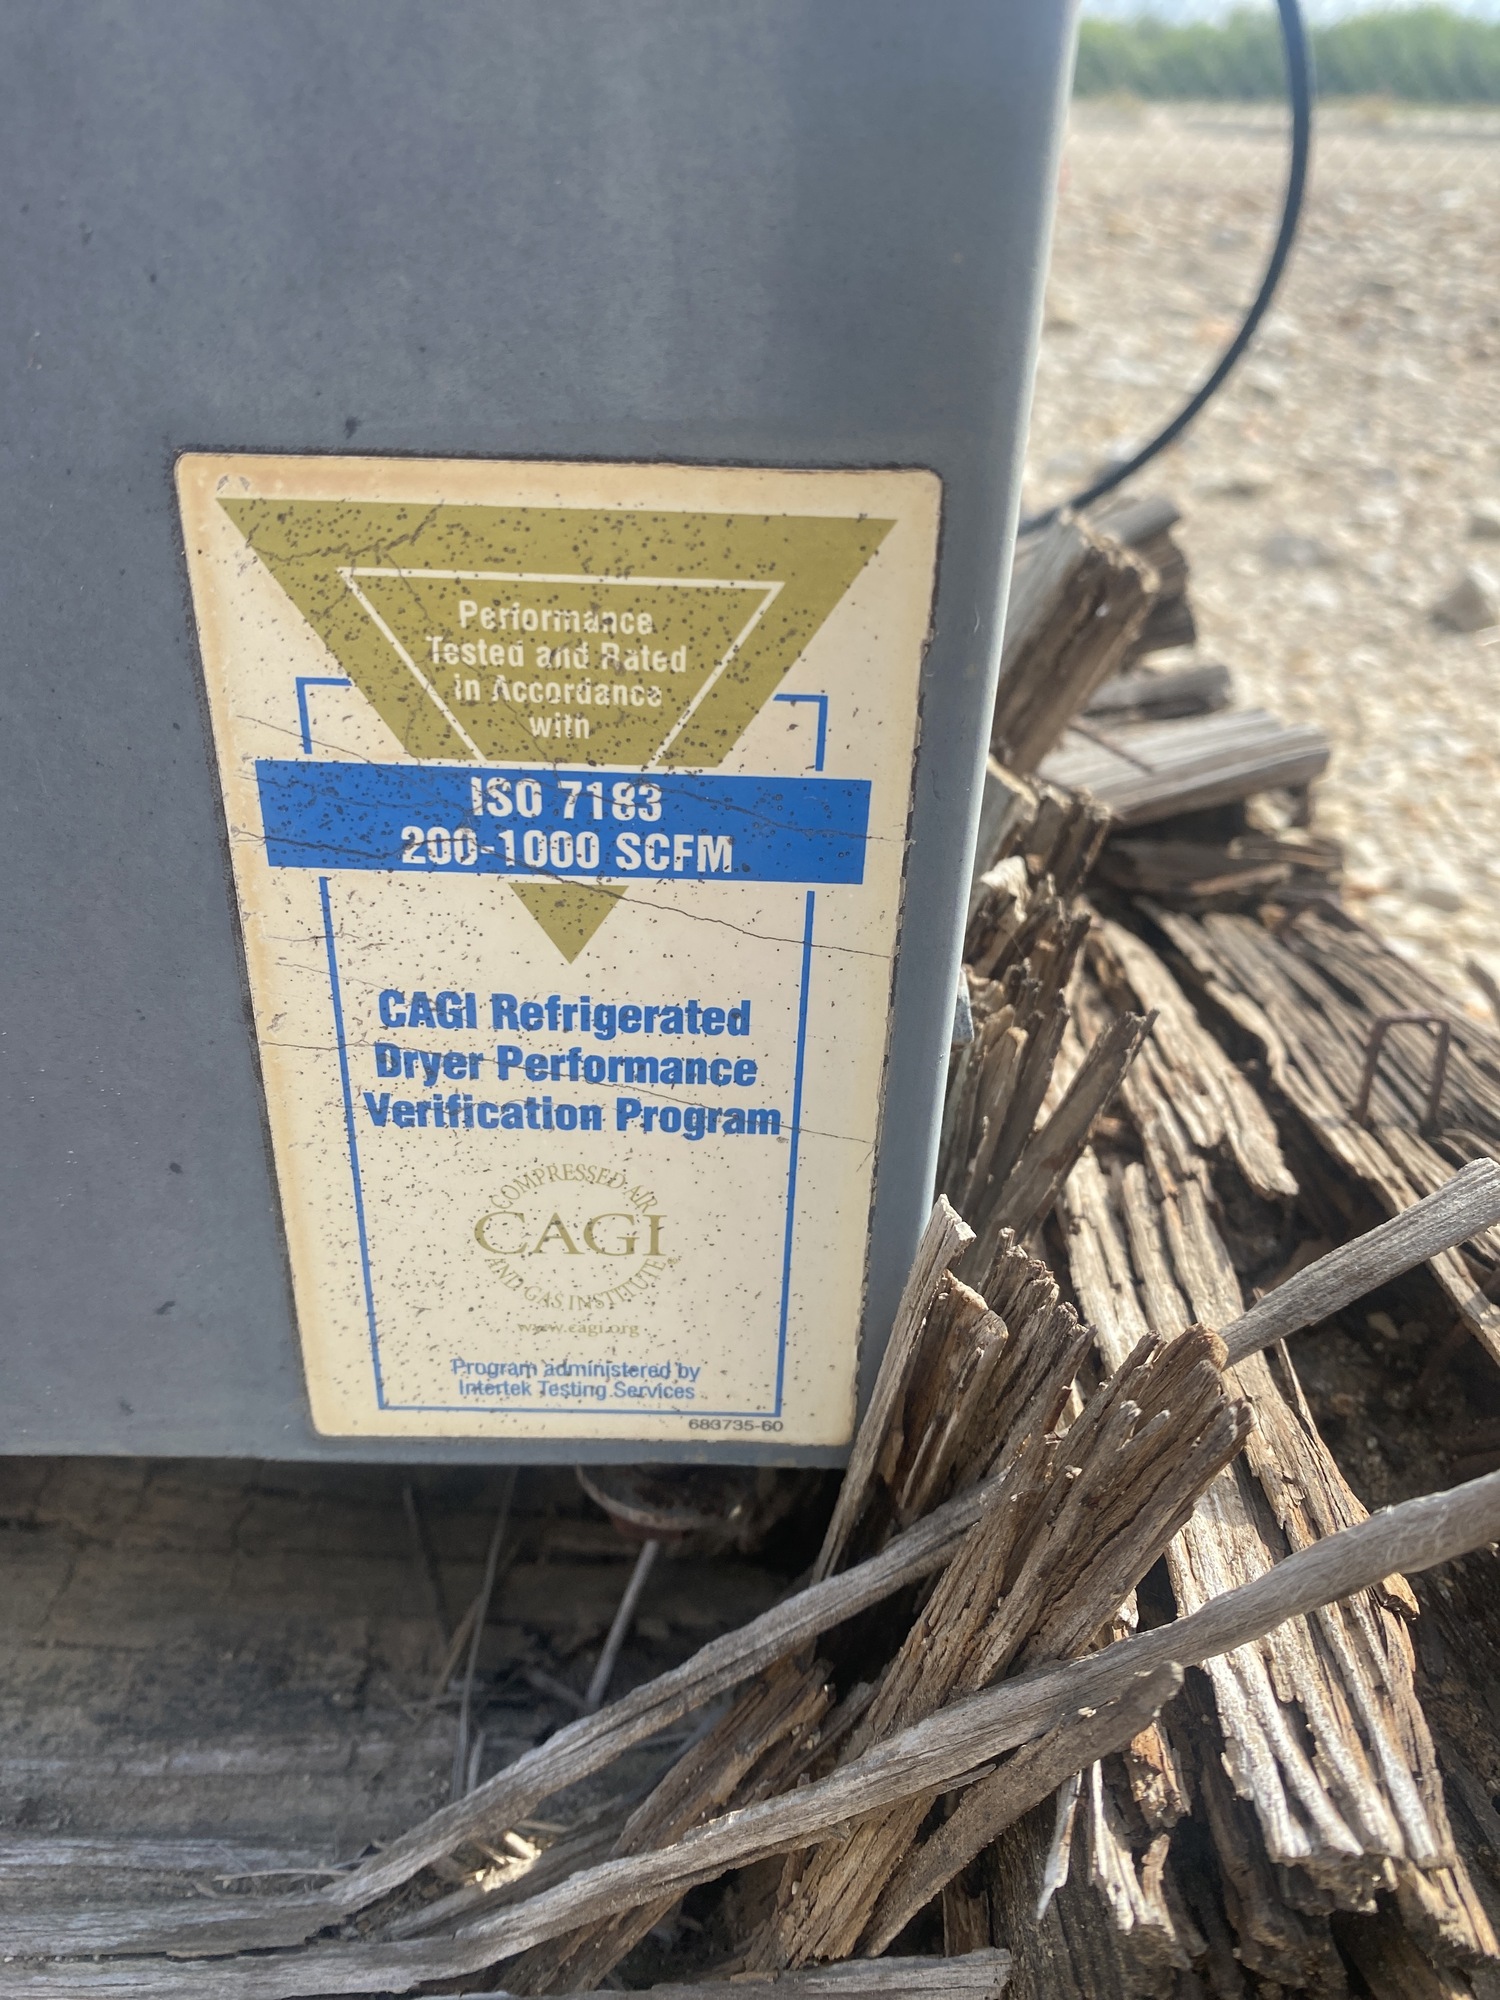 Performance
Tested and Rated
in Accordance
with
ISO 7183
200-1000 SCFM
CAGI Refrigerated
Dryer Performance
Verification Program
COMPRESSED AIR
CAGI
AND GAS INSTITUTE
www.cagi.org
Program administered by
Intertek Testing Services
683735-60